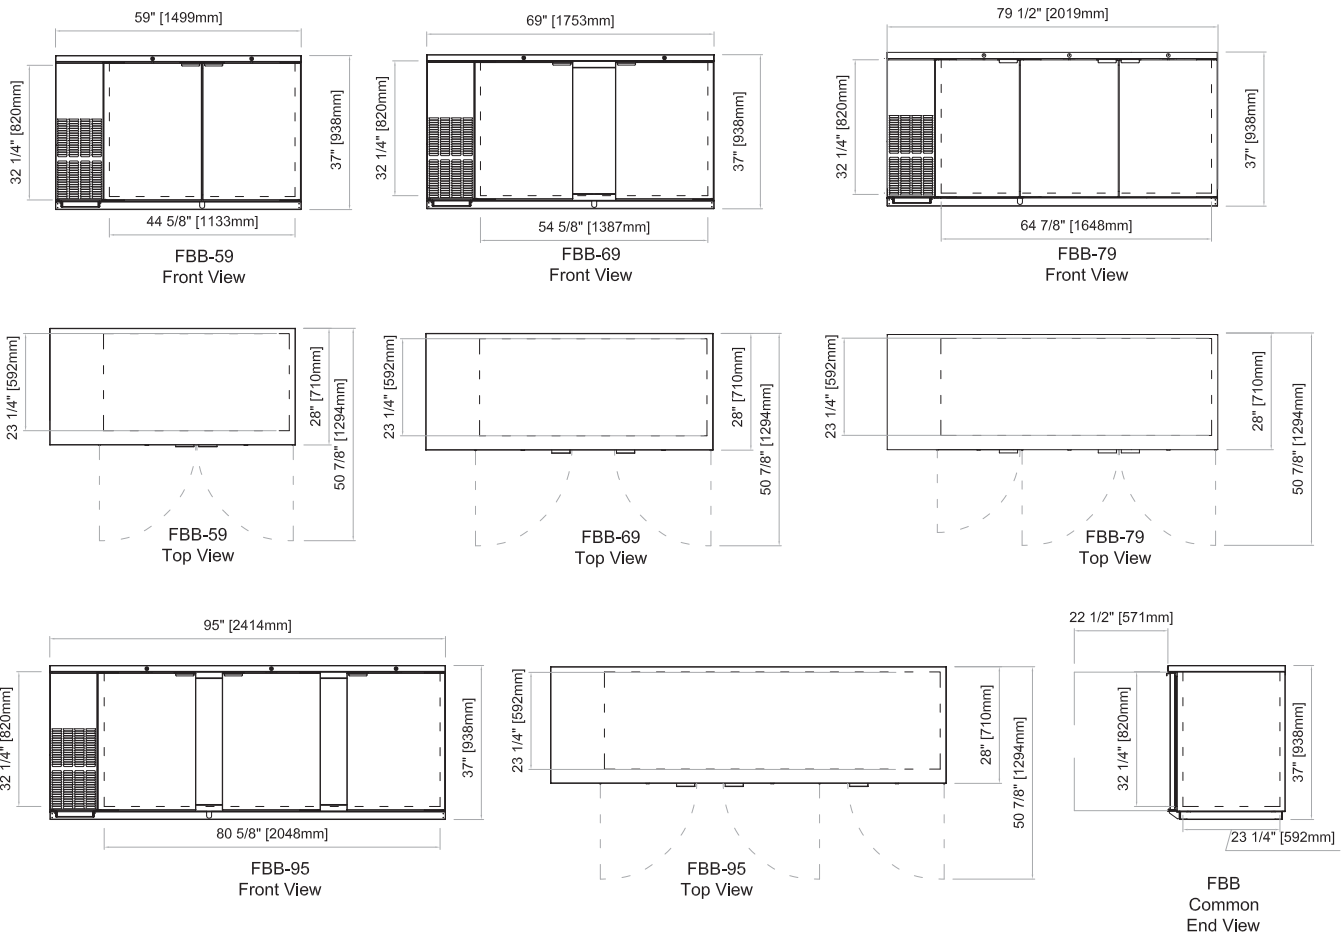 59" [1499mm]
32 1/4" [820mm]
37" [938mm]
44 5/8" [1133mm]
FBB-59
Front View
69" [1753mm]
32 1/4" [820mm]
37" [938mm]
54 5/8" [1387mm]
FBB-69
Front View
79 1/2" [2019mm]
32 1/4" [820mm]
37" [938mm]
64 7/8" [1648mm]
FBB-79
Front View
23 1/4" [592mm]
28" [710mm]
50 7/8" [1294mm]
FBB-59
Top View
23 1/4" [592mm]
28" [710mm]
50 7/8" [1294mm]
FBB-69
Top View
23 1/4" [592mm]
28" [710mm]
50 7/8" [1294mm]
FBB-79
Top View
95" [2414mm]
32 1/4" [820mm]
37" [938mm]
80 5/8" [2048mm]
FBB-95
Front View
23 1/4" [592mm]
28" [710mm]
50 7/8" [1294mm]
FBB-95
Top View
22 1/2" [571mm]
32 1/4" [820mm]
37" [938mm]
23 1/4" [592mm]
FBB
Common
End View